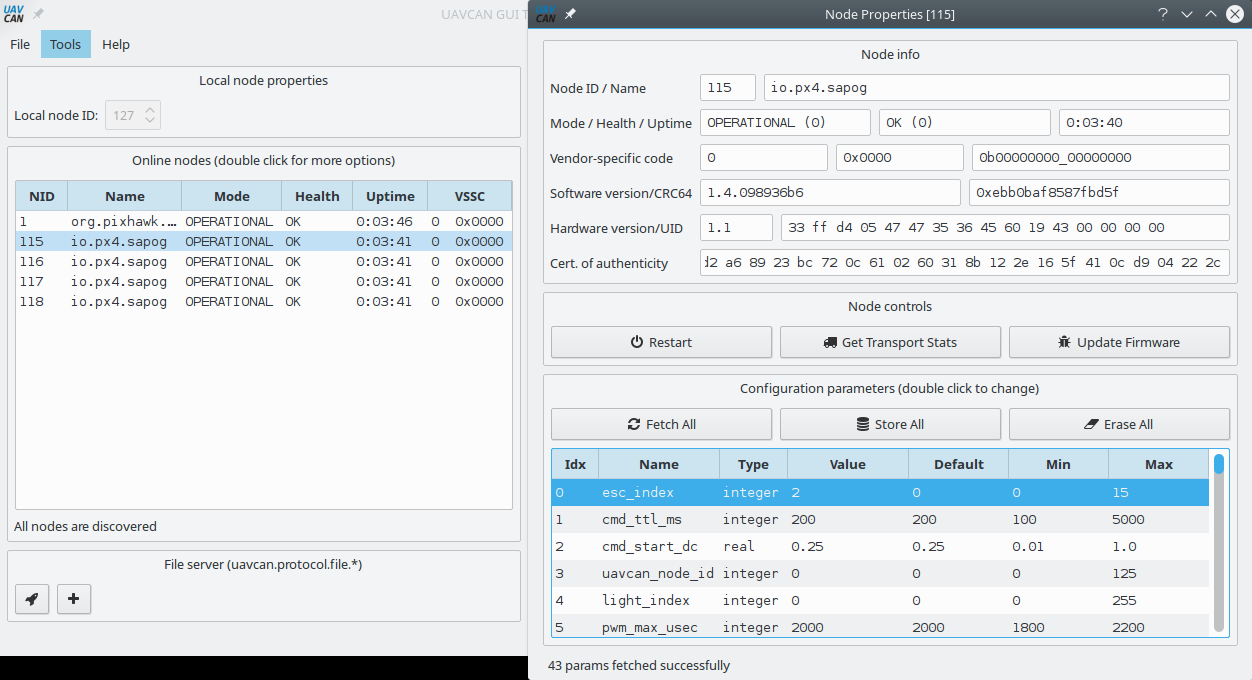 UAV
CAN
UAVCAN GUI T
File Tools Help
Local node properties
Local node ID: 127
Online nodes (double click for more options)
NID Name Mode Health Uptime VSSC
1 org.pixhawk.… OPERATIONAL OK 0:03:46 0 0x0000
115 io.px4.sapog OPERATIONAL OK 0:03:41 0 0x0000
116 io.px4.sapog OPERATIONAL OK 0:03:41 0 0x0000
117 io.px4.sapog OPERATIONAL OK 0:03:41 0 0x0000
118 io.px4.sapog OPERATIONAL OK 0:03:41 0 0x0000
All nodes are discovered
File server (uavcan.protocol.file.*)
UAV
CAN
Node Properties [115]
Node info
Node ID / Name 115 io.px4.sapog
Mode / Health / Uptime OPERATIONAL (0) OK (0) 0:03:40
Vendor-specific code 0 0x0000 0b00000000_00000000
Software version/CRC64 1.4.098936b6 0xebb0baf8587fbd5f
Hardware version/UID 1.1 33 ff d4 05 47 47 35 36 45 60 19 43 00 00 00 00
Cert. of authenticity d2 a6 89 23 bc 72 0c 61 02 60 31 8b 12 2e 16 5f 41 0c d9 04 22 2c
Node controls
Restart Get Transport Stats Update Firmware
Configuration parameters (double click to change)
Fetch All Store All Erase All
Idx Name Type Value Default Min Max
0 esc_index integer 2 0 0 15
1 cmd_ttl_ms integer 200 200 100 5000
2 cmd_start_dc real 0.25 0.25 0.01 1.0
3 uavcan_node_id integer 0 0 0 125
4 light_index integer 0 0 0 255
5 pwm_max_usec integer 2000 2000 1800 2200
43 params fetched successfully